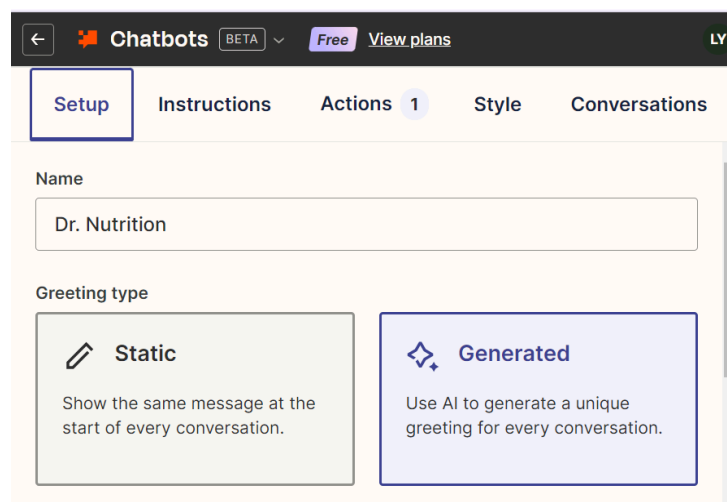 Chatbots BETA Free View plans LY
Setup Instructions Actions 1 Style Conversations
Name
Dr. Nutrition
Greeting type
Static
Show the same message at the
start of every conversation.
Generated
Use AI to generate a unique
greeting for every conversation.